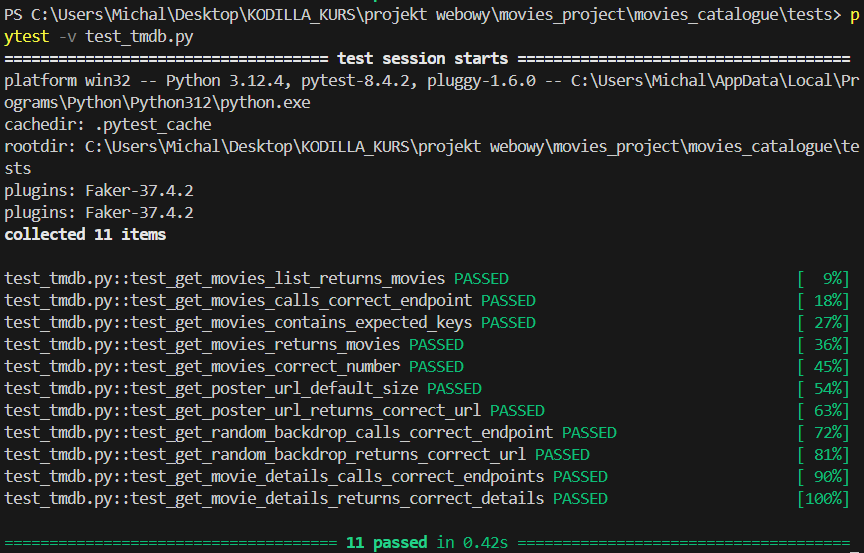 PS C:\Users\Michal\Desktop\KODILLA_KURS\projekt webowy\movies_project\movies_catalogue\tests> p
ytest -v test_tmdb.py
==================================== test session starts =====================================
platform win32 -- Python 3.12.4, pytest-8.4.2, pluggy-1.6.0 -- C:\Users\Michal\AppData\Local\Pr
ograms\Python\Python312\python.exe
cachedir: .pytest_cache
rootdir: C:\Users\Michal\Desktop\KODILLA_KURS\projekt webowy\movies_project\movies_catalogue\te
sts
plugins: Faker-37.4.2
plugins: Faker-37.4.2
collected 11 items
test_tmdb.py::test_get_movies_list_returns_movies PASSED [  9%]
test_tmdb.py::test_get_movies_calls_correct_endpoint PASSED [ 18%]
test_tmdb.py::test_get_movies_contains_expected_keys PASSED [ 27%]
test_tmdb.py::test_get_movies_returns_movies PASSED [ 36%]
test_tmdb.py::test_get_movies_correct_number PASSED [ 45%]
test_tmdb.py::test_get_poster_url_default_size PASSED [ 54%]
test_tmdb.py::test_get_poster_url_returns_correct_url PASSED [ 63%]
test_tmdb.py::test_get_random_backdrop_calls_correct_endpoint PASSED [ 72%]
test_tmdb.py::test_get_random_backdrop_returns_correct_url PASSED [ 81%]
test_tmdb.py::test_get_movie_details_calls_correct_endpoints PASSED [ 90%]
test_tmdb.py::test_get_movie_details_returns_correct_details PASSED [100%]
===================================== 11 passed in 0.42s =====================================